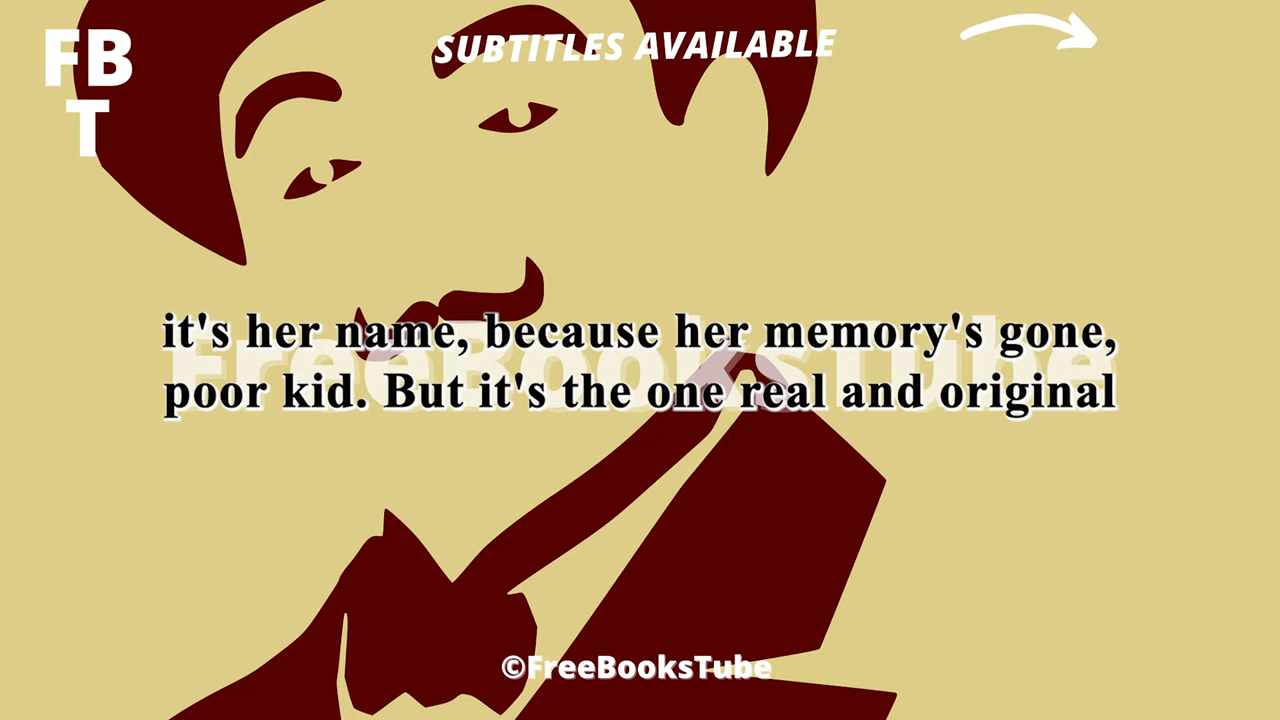 FB
T
SUBTITLES AVAILABLE
FreeBooksTube
it's her name, because her memory's gone,
poor kid. But it's the one real and original
©FreeBooksTube